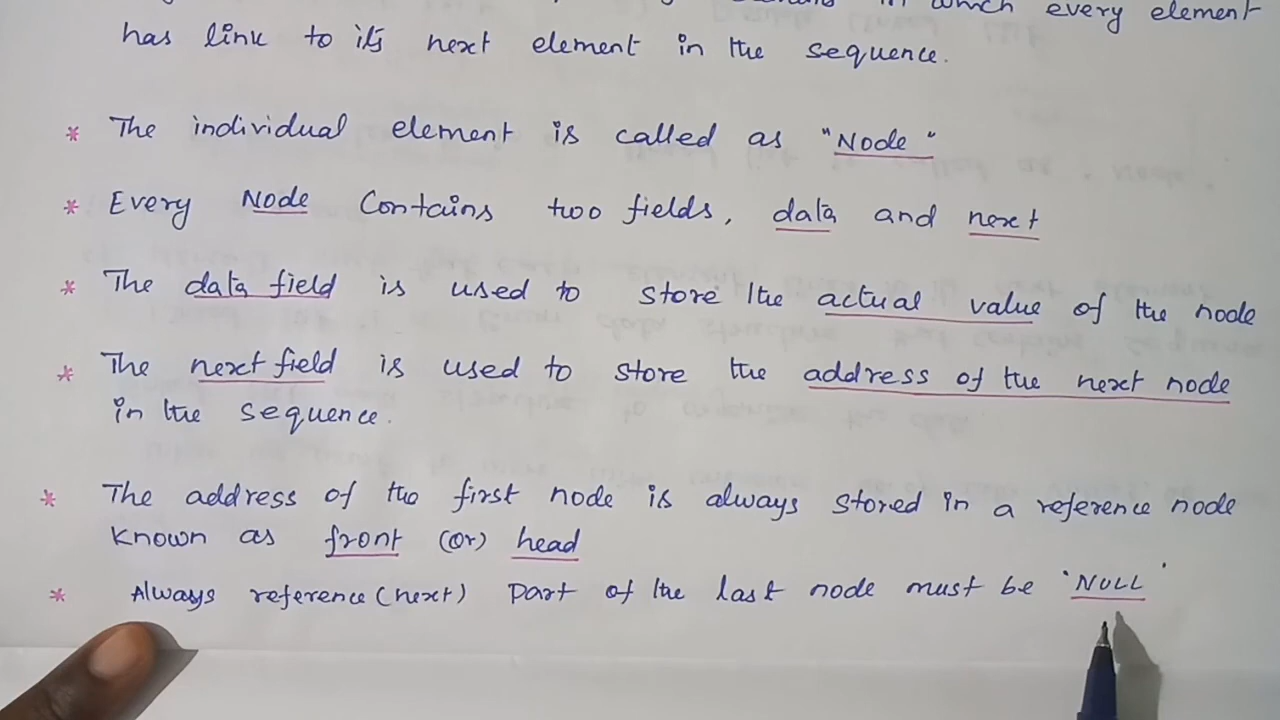 in which every element
has link to its next element in the sequence.
* The individual element is called as "Node"
* Every Node Contains two fields, data and next
* The data field is used to store the actual value of the node
* The next field is used to store the address of the next node
in the sequence.
* The address of the first node is always stored in a reference node
known as front (or) head
* Always reference (next) part of the last node must be 'NULL'